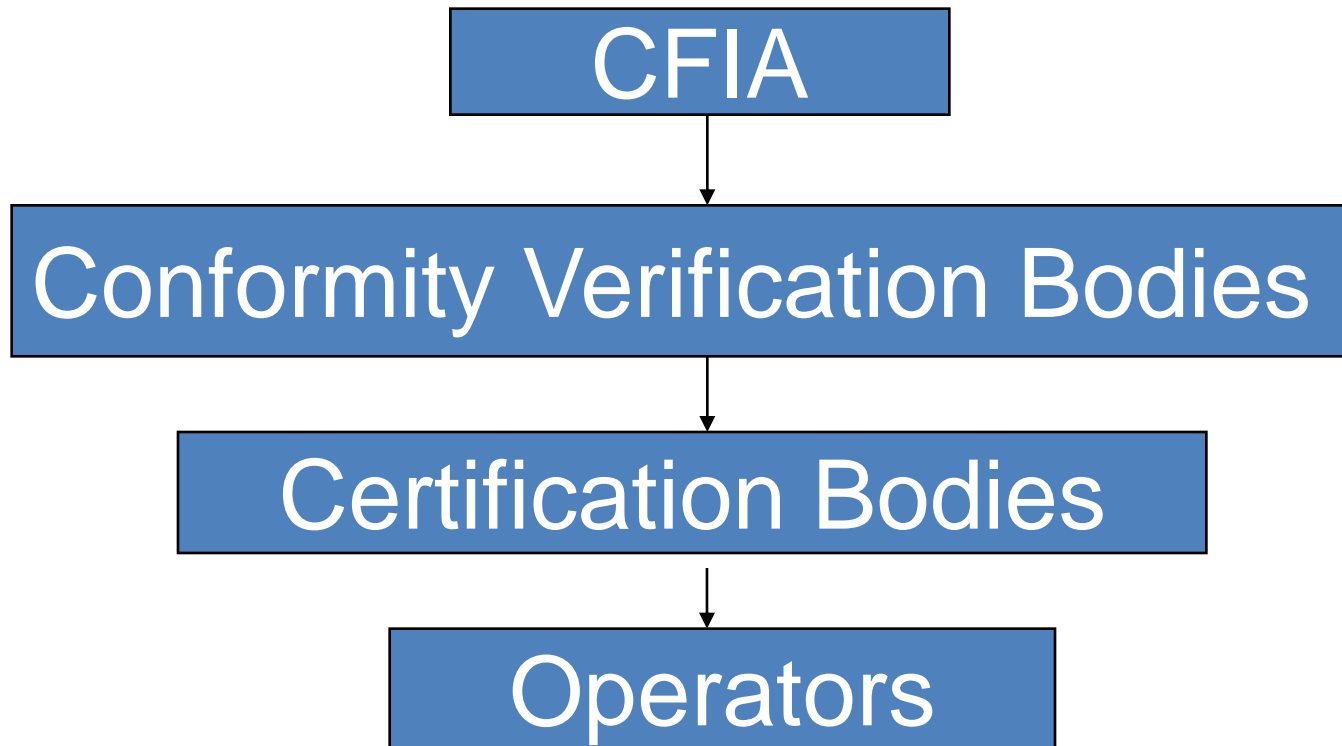 CFIA
Conformity Verification Bodies
Certification Bodies
Operators